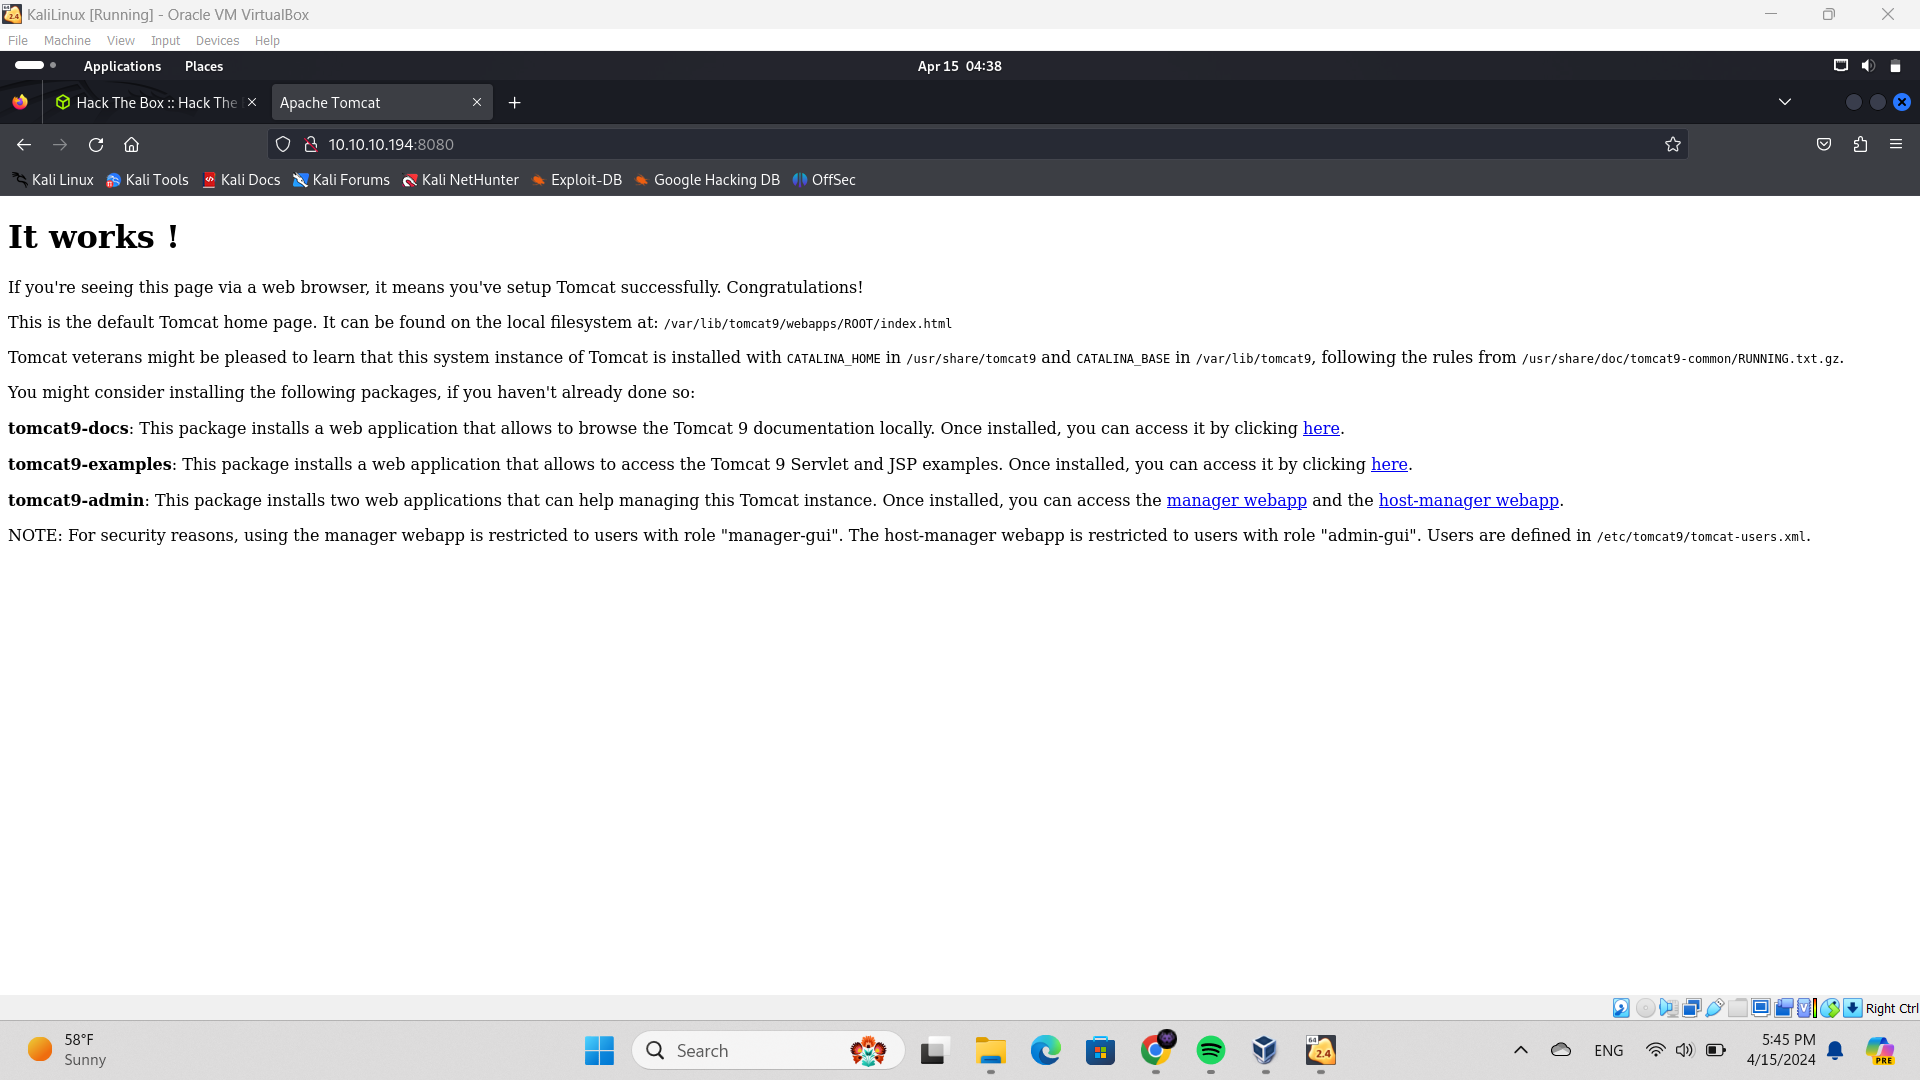 KaliLinux [Running] - Oracle VM VirtualBox
File Machine View Input Devices Help
Applications Places Apr 15 04:38
Hack The Box :: Hack The Apache Tomcat
10.10.10.194:8080
Kali Linux Kali Tools Kali Docs Kali Forums Kali NetHunter Exploit-DB Google Hacking DB OffSec
It works !
If you're seeing this page via a web browser, it means you've setup Tomcat successfully. Congratulations!
This is the default Tomcat home page. It can be found on the local filesystem at: /var/lib/tomcat9/webapps/ROOT/index.html
Tomcat veterans might be pleased to learn that this system instance of Tomcat is installed with CATALINA_HOME in /usr/share/tomcat9 and CATALINA_BASE in /var/lib/tomcat9, following the rules from /usr/share/doc/tomcat9-common/RUNNING.txt.gz.
You might consider installing the following packages, if you haven't already done so:
tomcat9-docs: This package installs a web application that allows to browse the Tomcat 9 documentation locally. Once installed, you can access it by clicking here.
tomcat9-examples: This package installs a web application that allows to access the Tomcat 9 Servlet and JSP examples. Once installed, you can access it by clicking here.
tomcat9-admin: This package installs two web applications that can help managing this Tomcat instance. Once installed, you can access the manager webapp and the host-manager webapp.
NOTE: For security reasons, using the manager webapp is restricted to users with role "manager-gui". The host-manager webapp is restricted to users with role "admin-gui". Users are defined in /etc/tomcat9/tomcat-users.xml.
Right Ctrl
58°F
Sunny
Search
64
2.4
ENG
5:45 PM
4/15/2024
PRE